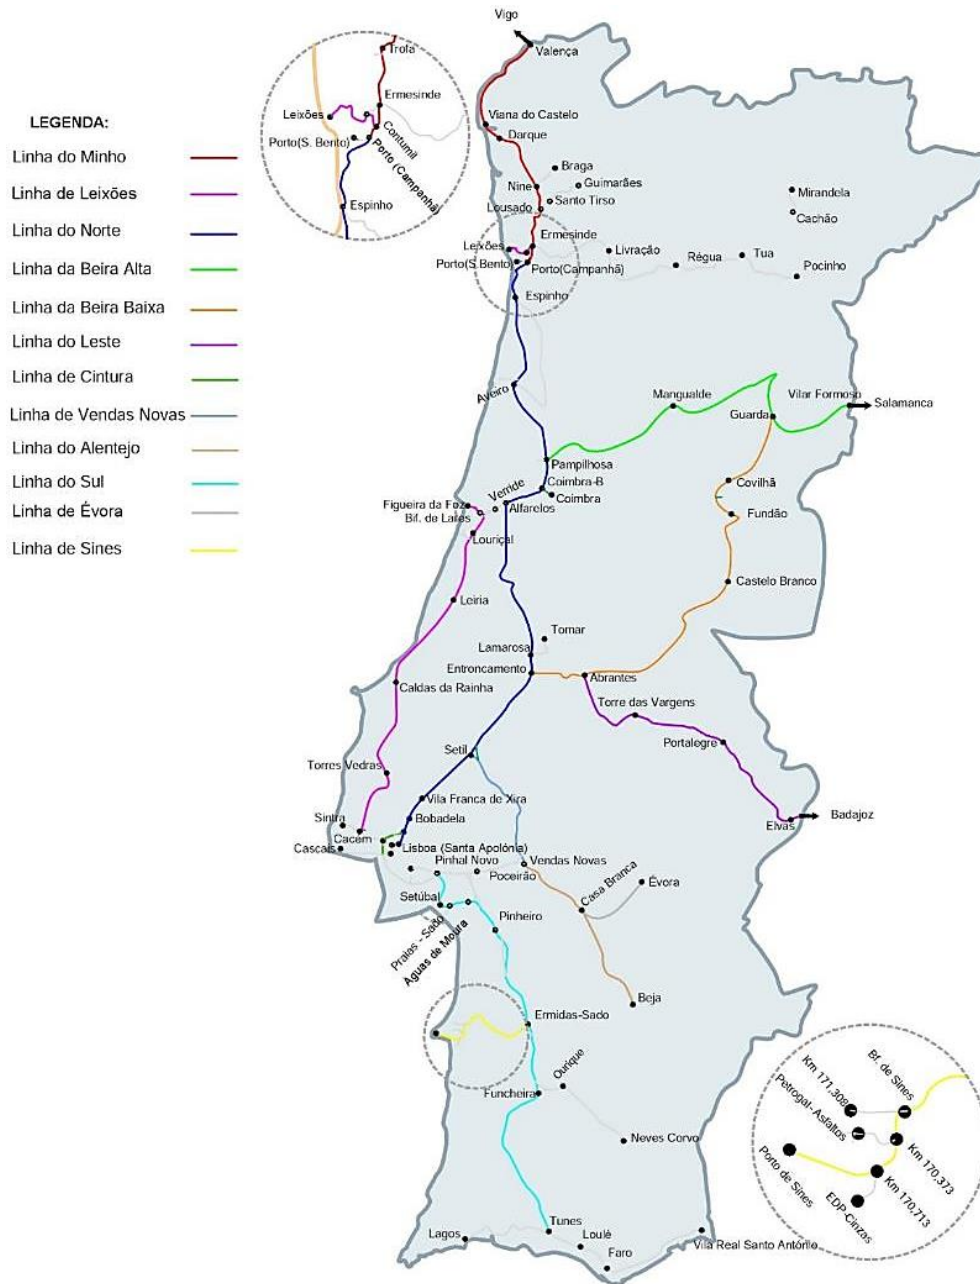 LEGENDA:
Linha do Minho
Linha de Leixões
Linha do Norte
Linha da Beira Alta
Linha da Beira Baixa
Linha do Leste
Linha de Cintura
Linha de Vendas Novas
Linha do Alentejo
Linha do Sul
Linha de Évora
Linha de Sines
Trofa
Ermesinde
Leixões
Contumil
Porto(S. Bento)
Porto (Campanhã)
Espinho
Vigo
Valença
Viana do Castelo
Darque
Braga
Nine
Guimarães
Santo Tirso
Lousado
Mirandela
Cachão
Ermesinde
Leixões
Livração
Porto(S.Bento)
Porto(Campanhã)
Régua
Tua
Pocinho
Espinho
Aveiro
Mangualde
Vilar Formoso
Salamanca
Guarda
Pampilhosa
Coimbra-B
Coimbra
Covilhã
Verride
Figueira da Foz
Bif. de Lares
Alfarelos
Fundão
Louriçal
Castelo Branco
Leiria
Tomar
Lamarosa
Entroncamento
Abrantes
Caldas da Rainha
Torre das Vargens
Portalegre
Setil
Torres Vedras
Vila Franca de Xira
Sintra
Bobadela
Elvas
Badajoz
Cacém
Cascais
Lisboa (Santa Apolónia)
Pinhal Novo
Vendas Novas
Poceirão
Casa Branca
Évora
Setúbal
Praias - Sado
Aguas de Moura
Pinheiro
Beja
Ermidas-Sado
Ourique
Funcheira
Neves Corvo
Tunes
Lagos
Loulé
Faro
Vila Real Santo António
Km 171,308
Bf. de Sines
Petrogal-Asfaltos
Km 170,373
Porto de Sines
Km 170,713
EDP-Cinzas